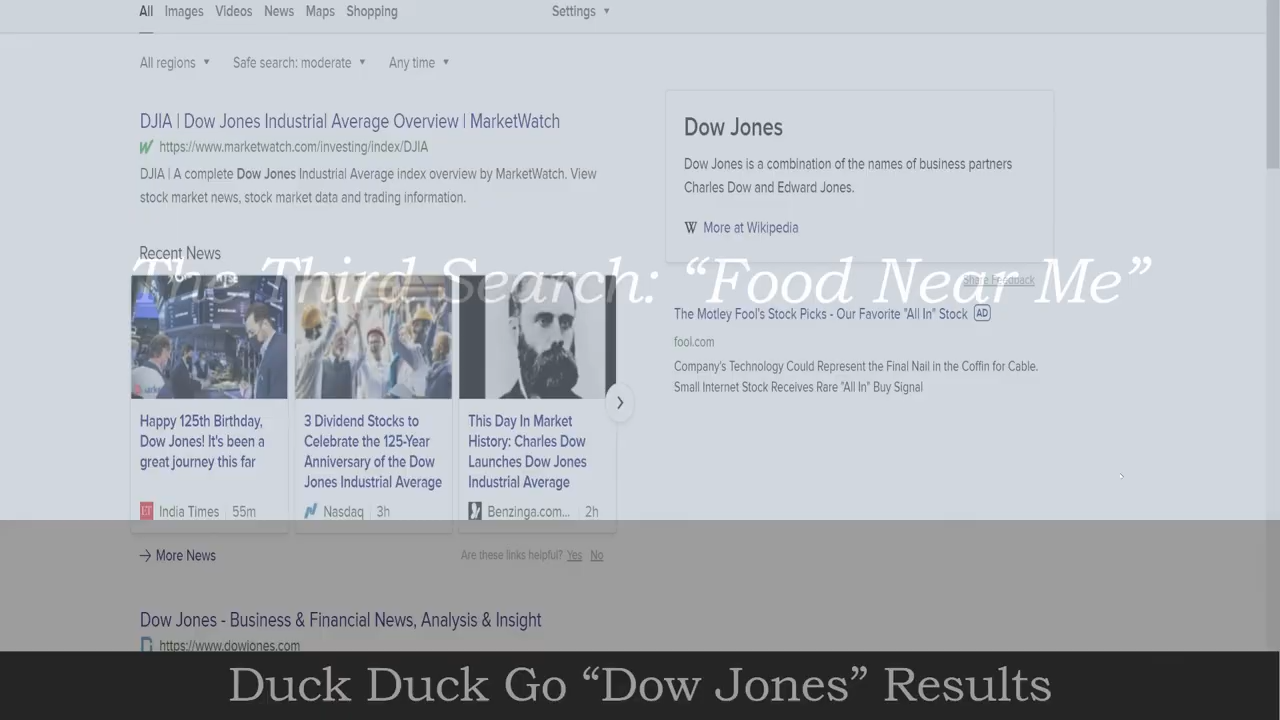 All Images Videos News Maps Shopping Settings
All regions Safe search: moderate Any time
DJIA | Dow Jones Industrial Average Overview | MarketWatch
https://www.marketwatch.com/investing/index/DJIA
DJIA | A complete Dow Jones Industrial Average index overview by MarketWatch. View
stock market news, stock market data and trading information.
Dow Jones
Dow Jones is a combination of the names of business partners
Charles Dow and Edward Jones.
W More at Wikipedia
Share Feedback
Recent News
The Third Search: “Food Near Me”
The Motley Fool's Stock Picks - Our Favorite "All In" Stock AD
fool.com
Company's Technology Could Represent the Final Nail in the Coffin for Cable.
Small Internet Stock Receives Rare "All In" Buy Signal
Happy 125th Birthday,
Dow Jones! It's been a
great journey this far
ET India Times 55m
3 Dividend Stocks to
Celebrate the 125-Year
Anniversary of the Dow
Jones Industrial Average
Nasdaq 3h
This Day In Market
History: Charles Dow
Launches Dow Jones
Industrial Average
Benzinga.com... 2h
More News
Are these links helpful? Yes No
Dow Jones - Business & Financial News, Analysis & Insight
https://www.dowjones.com
Duck Duck Go “Dow Jones” Results